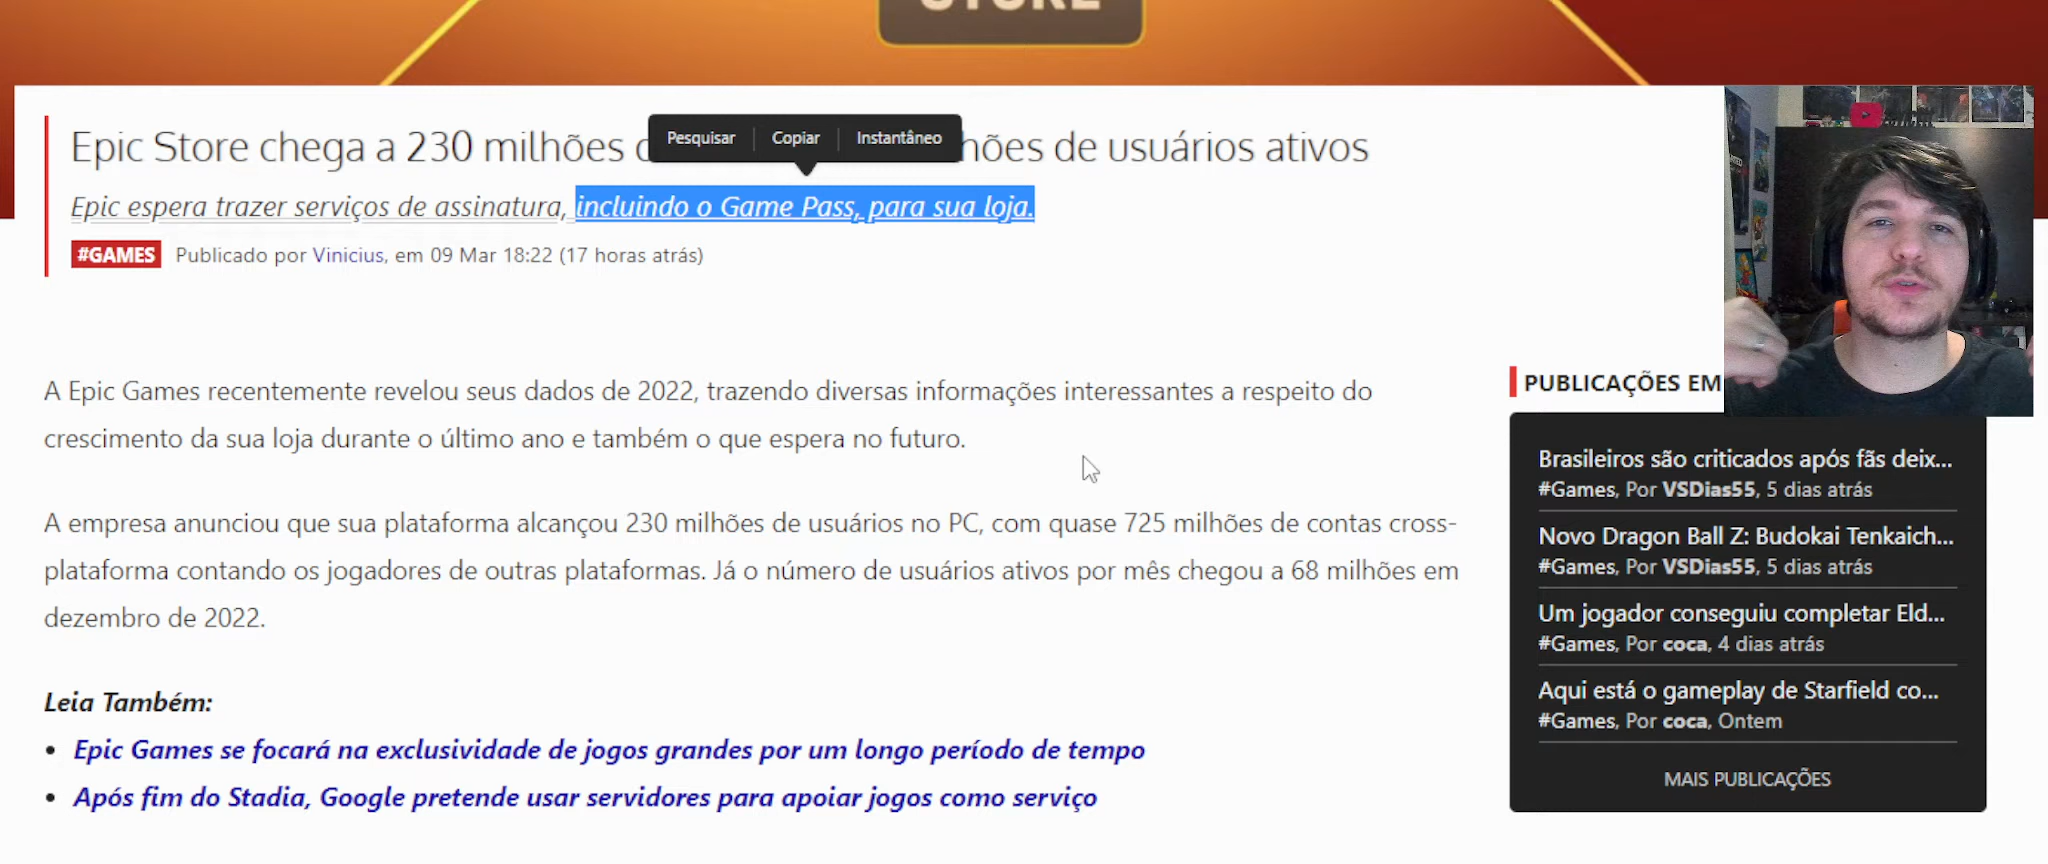 STORE
Epic Store chega a 230 milhões hões de usuários ativos
Pesquisar Copiar Instantâneo
Epic espera trazer serviços de assinatura, incluindo o Game Pass, para sua loja.
#GAMES Publicado por Vinicius, em 09 Mar 18:22 (17 horas atrás)
A Epic Games recentemente revelou seus dados de 2022, trazendo diversas informações interessantes a respeito do
crescimento da sua loja durante o último ano e também o que espera no futuro.
A empresa anunciou que sua plataforma alcançou 230 milhões de usuários no PC, com quase 725 milhões de contas cross-
plataforma contando os jogadores de outras plataformas. Já o número de usuários ativos por mês chegou a 68 milhões em
dezembro de 2022.
Leia Também:
• Epic Games se focará na exclusividade de jogos grandes por um longo período de tempo
• Após fim do Stadia, Google pretende usar servidores para apoiar jogos como serviço
PUBLICAÇÕES EM
Brasileiros são criticados após fãs deix...
#Games, Por VSDias55, 5 dias atrás
Novo Dragon Ball Z: Budokai Tenkaich...
#Games, Por VSDias55, 5 dias atrás
Um jogador conseguiu completar Eld...
#Games, Por coca, 4 dias atrás
Aqui está o gameplay de Starfield co...
#Games, Por coca, Ontem
MAIS PUBLICAÇÕES